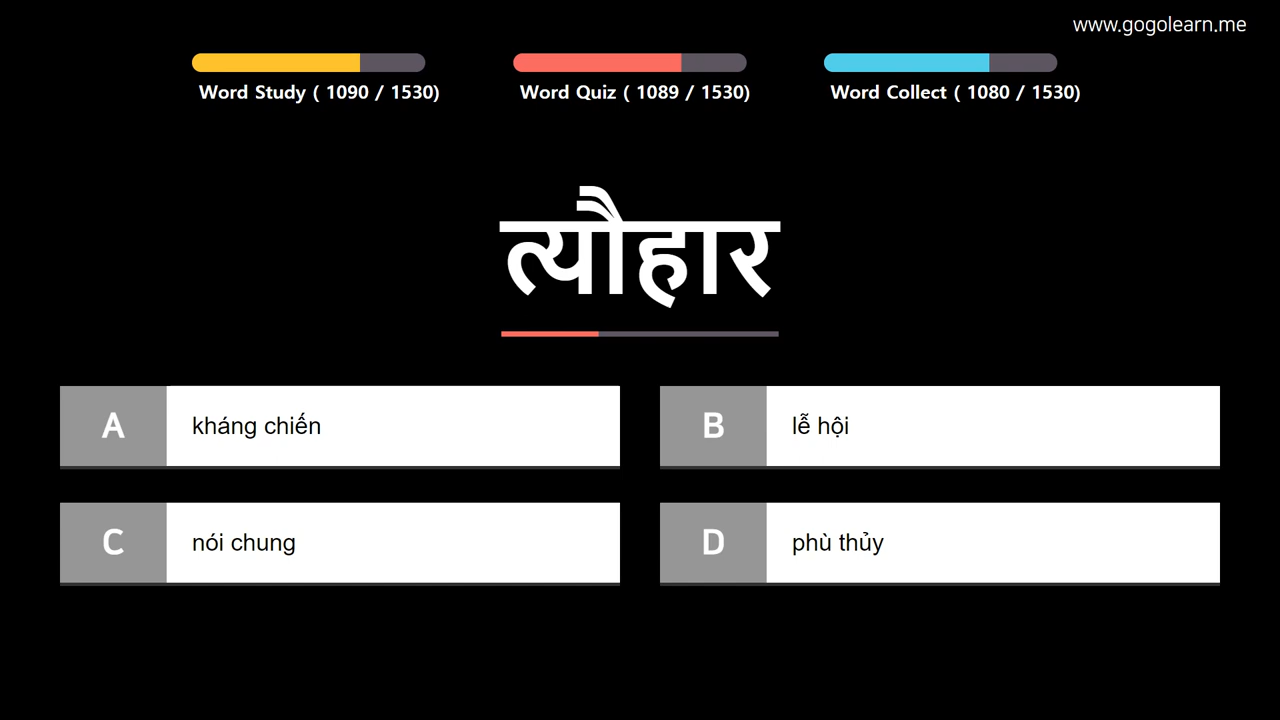 www.gogolearn.me
Word Study ( 1090 / 1530)
Word Quiz ( 1089 / 1530)
Word Collect ( 1080 / 1530)
त्यौहार
A kháng chiến
B lễ hội
C nói chung
D phù thủy